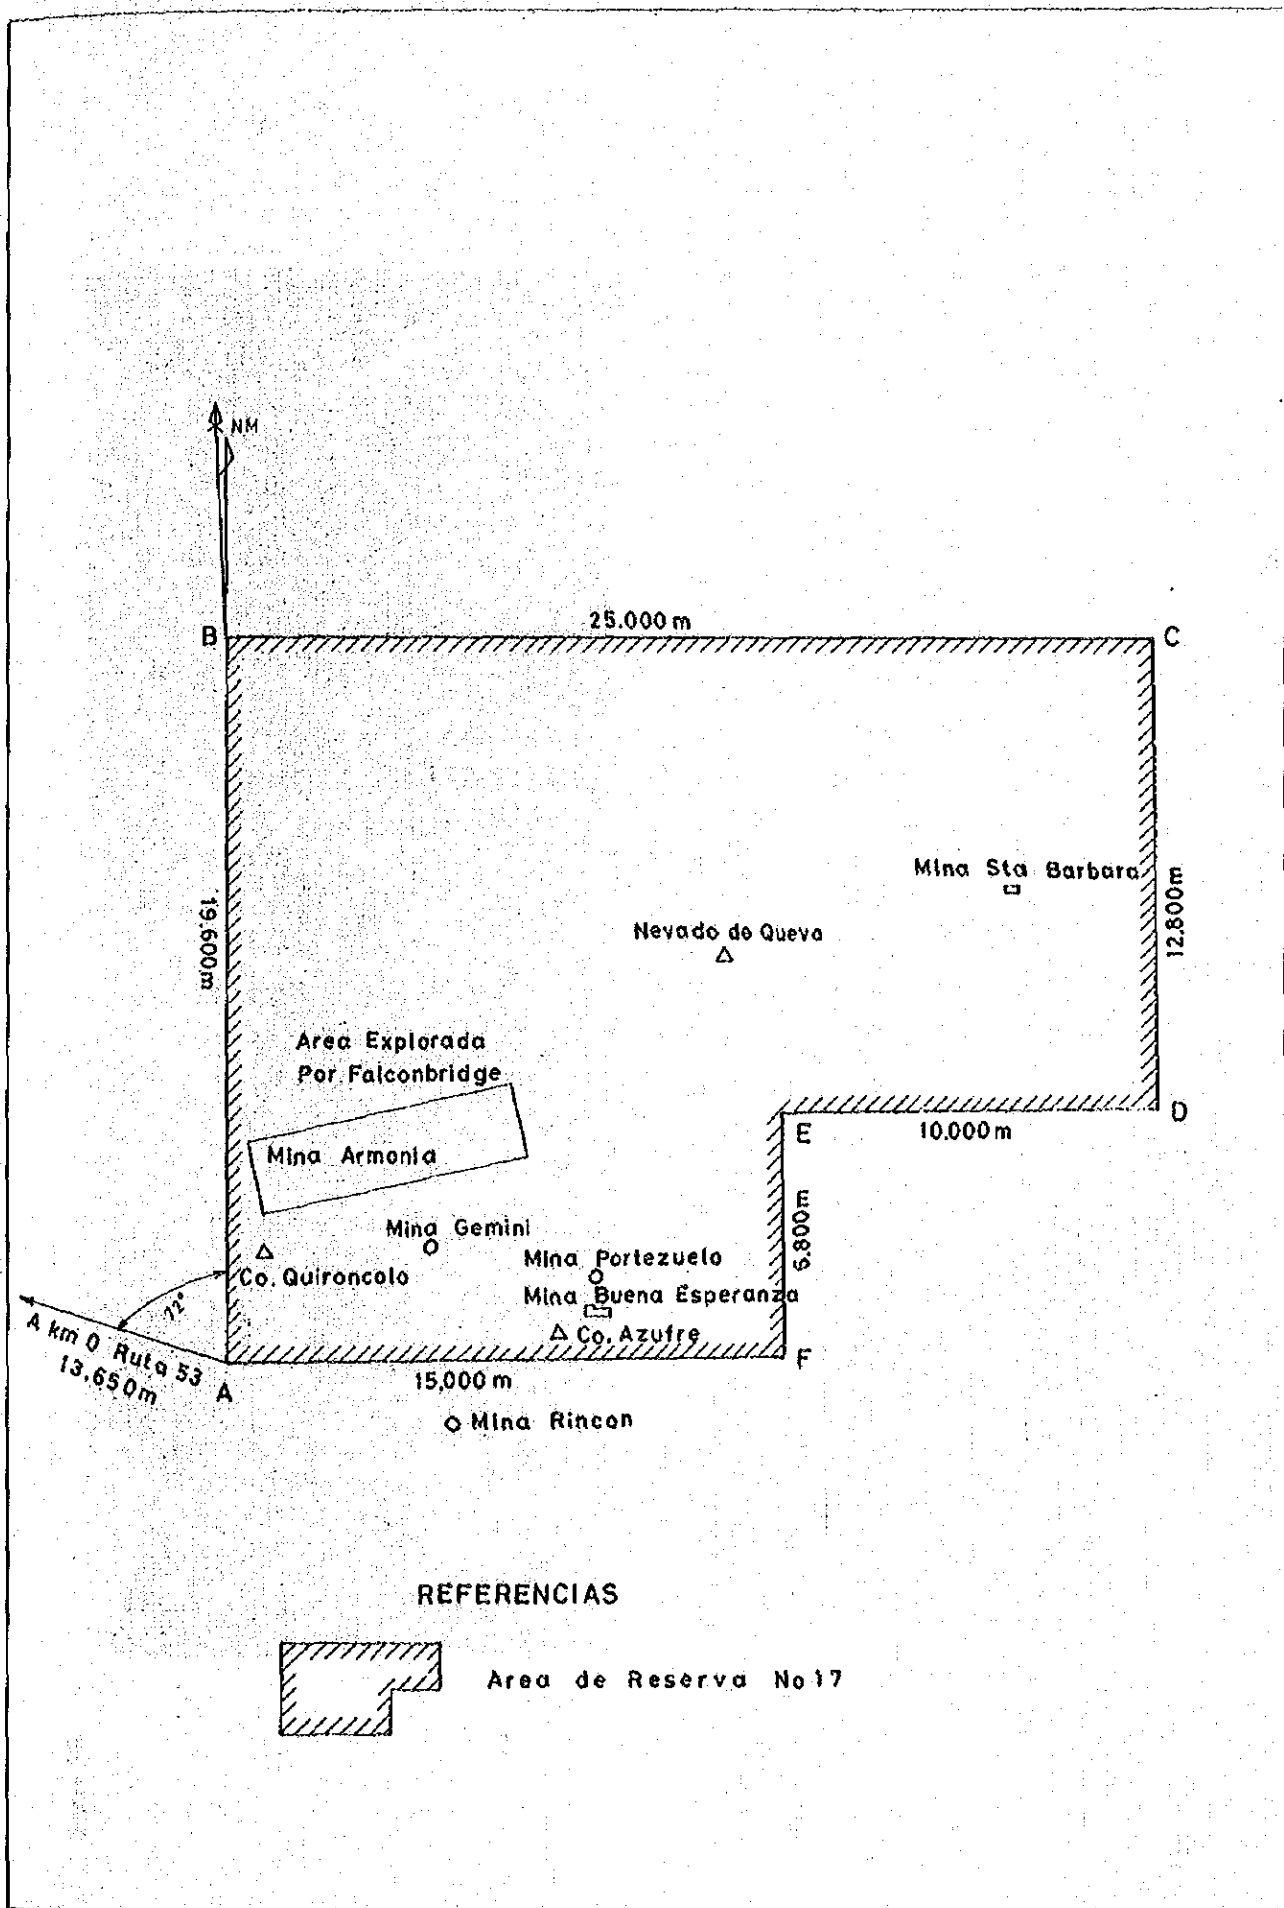 NM
B
25.000 m
C
Mina Sta Barbara
19.600m
12.800m
Nevado de Queva
Area Explorada
Por Falconbridge
D
E
10.000 m
Mina Armonia
6.800m
Mina Gemini
Mina Portezuelo
Co. Quironcolo
Mina Buena Esperanza
72°
Co. Azufre
A km 0 Ruta 53
13.650m
A
F
15,000 m
Mina Rincon
REFERENCIAS
Area de Reserva No 17